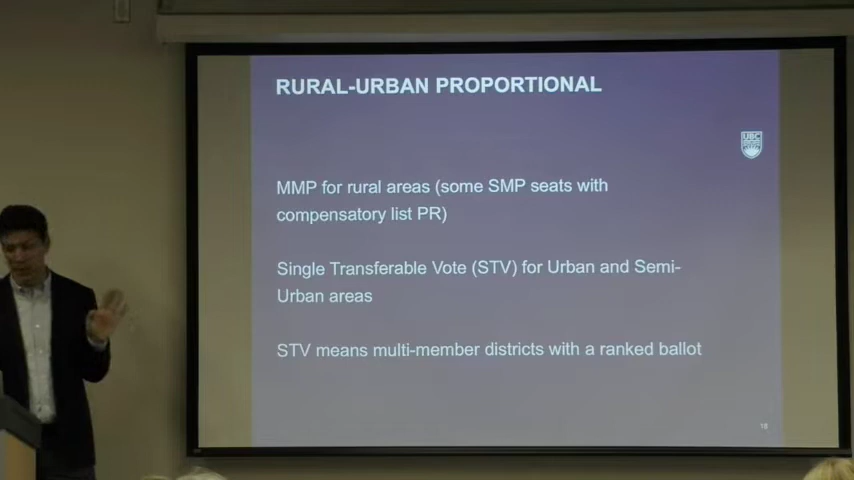 RURAL-URBAN PROPORTIONAL
UBC
MMP for rural areas (some SMP seats with
compensatory list PR)
Single Transferable Vote (STV) for Urban and Semi-
Urban areas
STV means multi-member districts with a ranked ballot